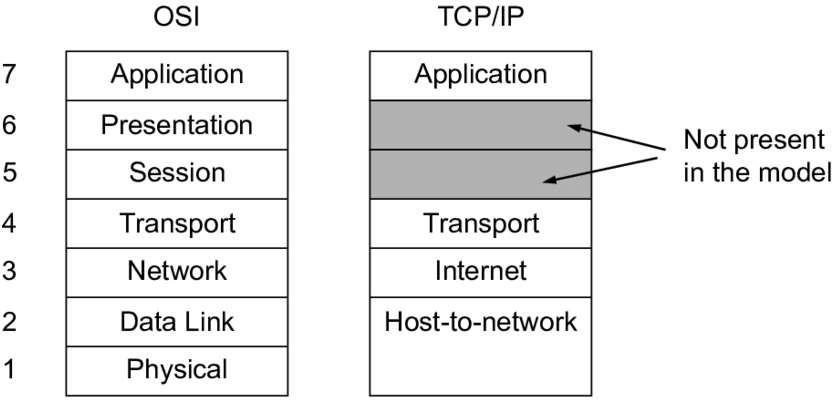 OSI TCP/IP
7 Application Application
6 Presentation
5 Session
Not present
in the model
4 Transport Transport
3 Network Internet
2 Data Link Host-to-network
1 Physical